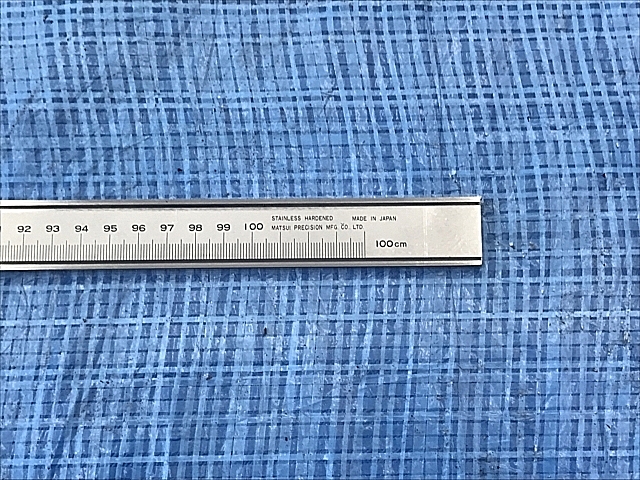 STAINLESS HARDENED MADE IN JAPAN
92 93 94 95 96 97 98 99 100 MATSUI PRECISION MFG. CO. LTD.
100cm